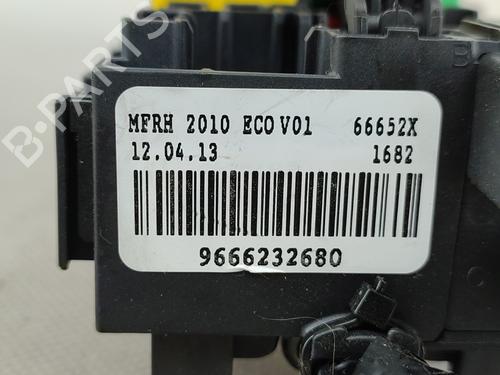 MFRH 2010 ECO V01 66652X
12.04.13 1682
9666232680
B-PARTS
B